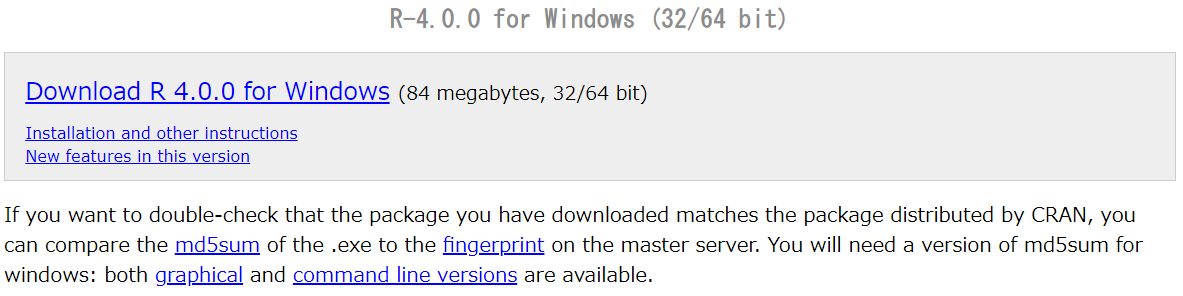 R-4.0.0 for Windows (32/64 bit)
Download R 4.0.0 for Windows (84 megabytes, 32/64 bit)
Installation and other instructions
New features in this version
If you want to double-check that the package you have downloaded matches the package distributed by CRAN, you
can compare the md5sum of the .exe to the fingerprint on the master server. You will need a version of md5sum for
windows: both graphical and command line versions are available.